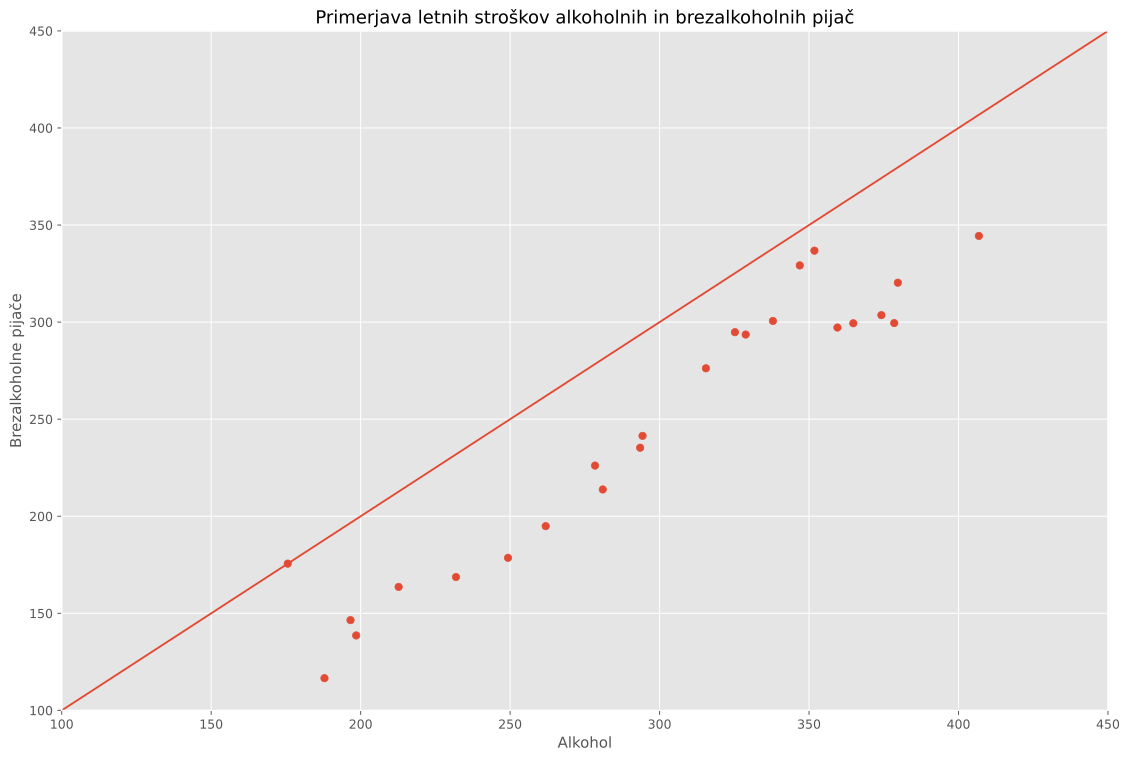 Primerjava letnih stroškov alkoholnih in brezalkoholnih pijač
450
400
350
300
250
200
150
100
Brezalkoholne pijače
100 150 200 250 300 350 400 450
Alkohol